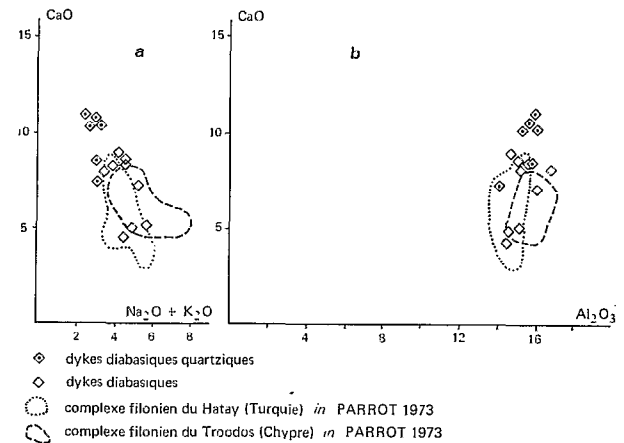 CaO
CaO
a
b
15
15
10
10
5
5
Na2O + K2O
Al2O3
2 4 6 8
4 8 12 16
dykes diabasiques quartziques
dykes diabasiques
complexe filonien du Hatay (Turquie) in PARROT 1973
complexe filonien du Troodos (Chypre) in PARROT 1973